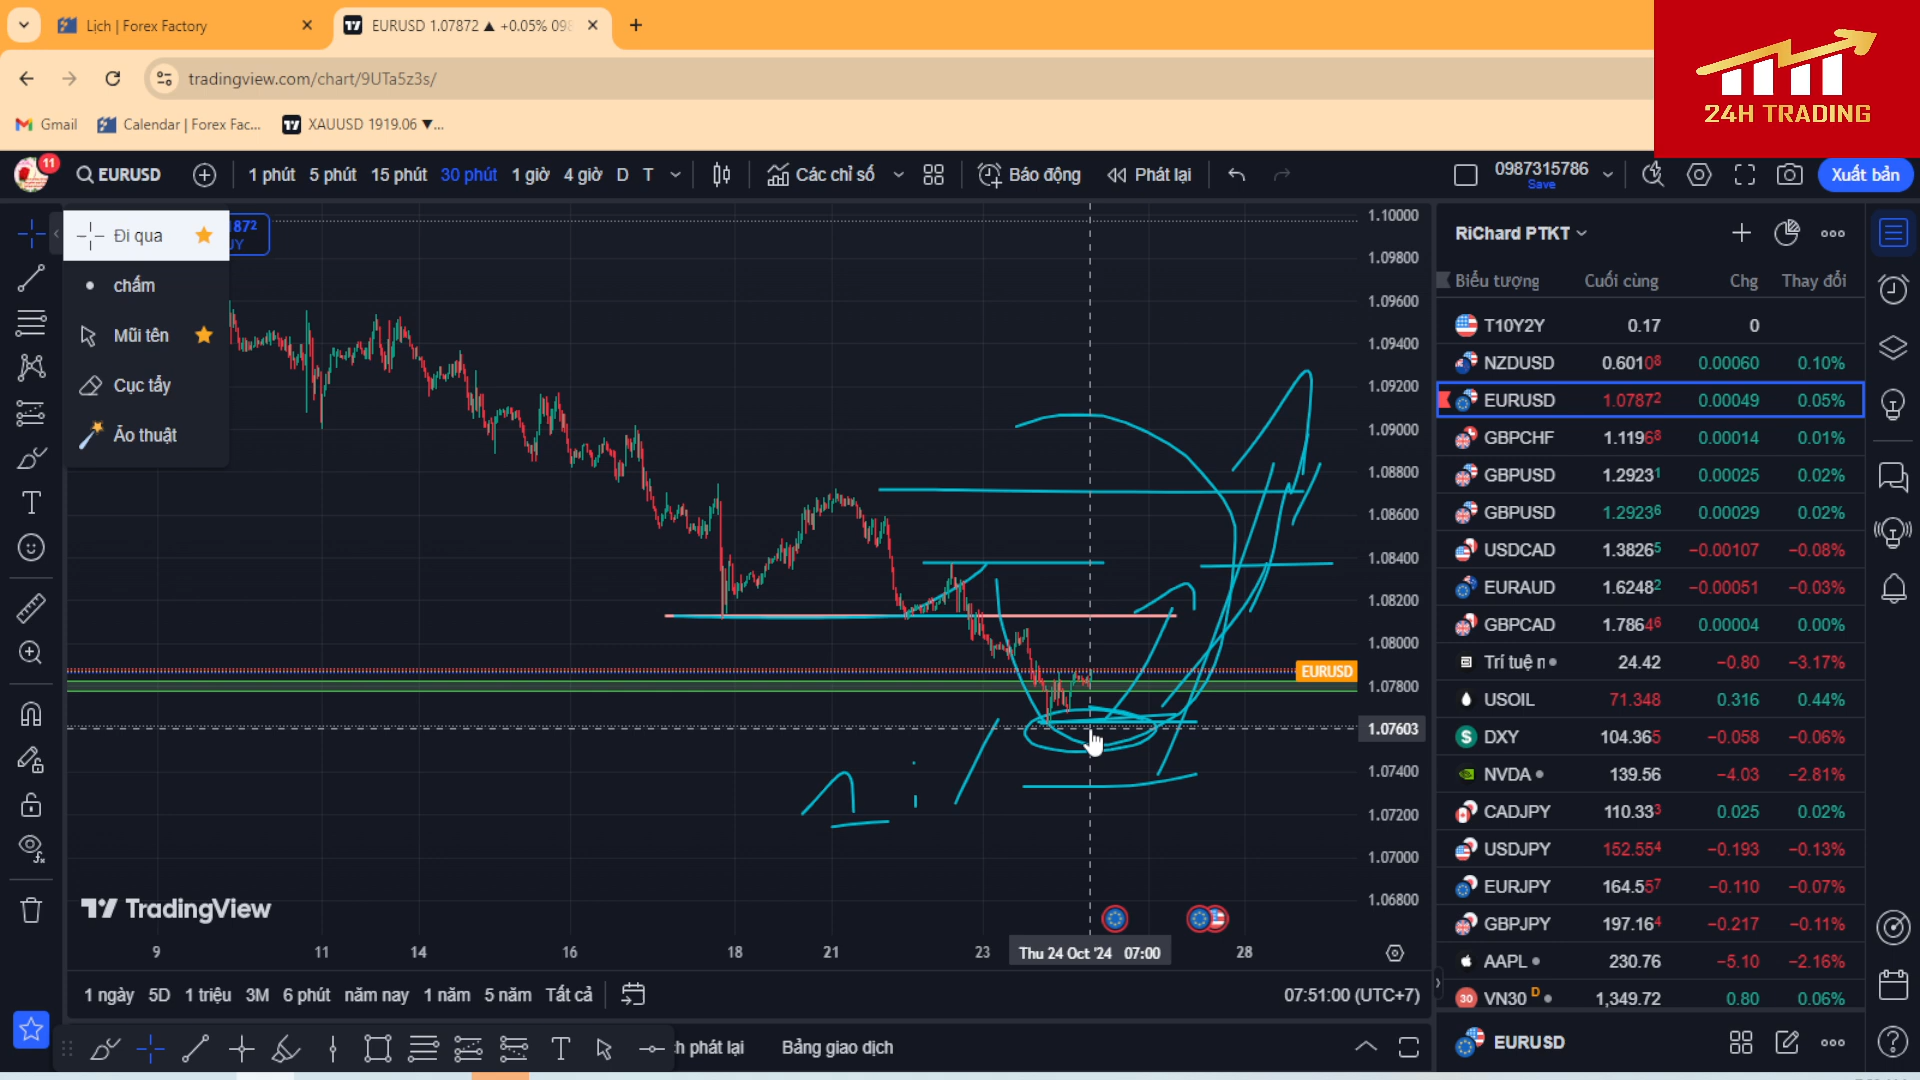 Lịch | Forex Factory
EURUSD 1.07872 ▲ +0.05% 098
24H TRADING
tradingview.com/chart/9UTa5z3s/
Gmail
Calendar | Forex Fac...
XAUUSD 1919.06 ▼...
11
EURUSD
1 phút
5 phút
15 phút
30 phút
1 giờ
4 giờ
D
T
Các chỉ số
Báo động
Phát lại
0987315786
Save
Xuất bản
Đi qua
chấm
Mũi tên
Cục tẩy
Ảo thuật
872
UY
1.10000
1.09800
1.09600
1.09400
1.09200
1.09000
1.08800
1.08600
1.08400
1.08200
1.08000
EURUSD
1.07800
1.07603
1.07400
1.07200
1.07000
1.06800
TradingView
9
11
14
16
18
21
23
Thu 24 Oct '24 07:00
28
1 ngày
5D
1 triệu
3M
6 phút
năm nay
1 năm
5 năm
Tất cả
07:51:00 (UTC+7)
h phát lại
Bảng giao dịch
RiChard PTKT
Biểu tượng Cuối cùng Chg Thay đổi
T10Y2Y 0.17 0
NZDUSD 0.60108 0.00060 0.10%
EURUSD 1.07872 0.00049 0.05%
GBPCHF 1.11968 0.00014 0.01%
GBPUSD 1.29231 0.00025 0.02%
GBPUSD 1.29236 0.00029 0.02%
USDCAD 1.38265 −0.00107 −0.08%
EURAUD 1.62482 −0.00051 −0.03%
GBPCAD 1.78646 0.00004 0.00%
Trí tuệ n 24.42 −0.80 −3.17%
USOIL 71.348 0.316 0.44%
DXY 104.365 −0.058 −0.06%
NVDA 139.56 −4.03 −2.81%
CADJPY 110.333 0.025 0.02%
USDJPY 152.554 −0.193 −0.13%
EURJPY 164.557 −0.110 −0.07%
GBPJPY 197.164 −0.217 −0.11%
AAPL 230.76 −5.10 −2.16%
30 VN30 D 1,349.72 0.80 0.06%
EURUSD